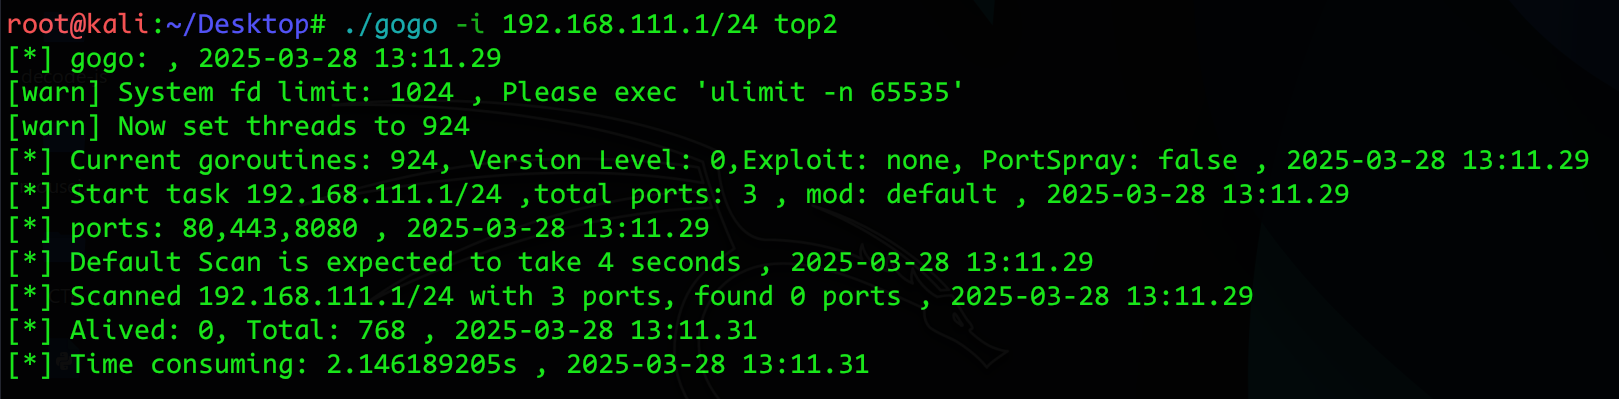 root@kali:~/Desktop# ./gogo -i 192.168.111.1/24 top2
[*] gogo: , 2025-03-28 13:11.29
[warn] System fd limit: 1024 , Please exec 'ulimit -n 65535'
[warn] Now set threads to 924
[*] Current goroutines: 924, Version Level: 0,Exploit: none, PortSpray: false , 2025-03-28 13:11.29
[*] Start task 192.168.111.1/24 ,total ports: 3 , mod: default , 2025-03-28 13:11.29
[*] ports: 80,443,8080 , 2025-03-28 13:11.29
[*] Default Scan is expected to take 4 seconds , 2025-03-28 13:11.29
[*] Scanned 192.168.111.1/24 with 3 ports, found 0 ports , 2025-03-28 13:11.29
[*] Alived: 0, Total: 768 , 2025-03-28 13:11.31
[*] Time consuming: 2.146189205s , 2025-03-28 13:11.31